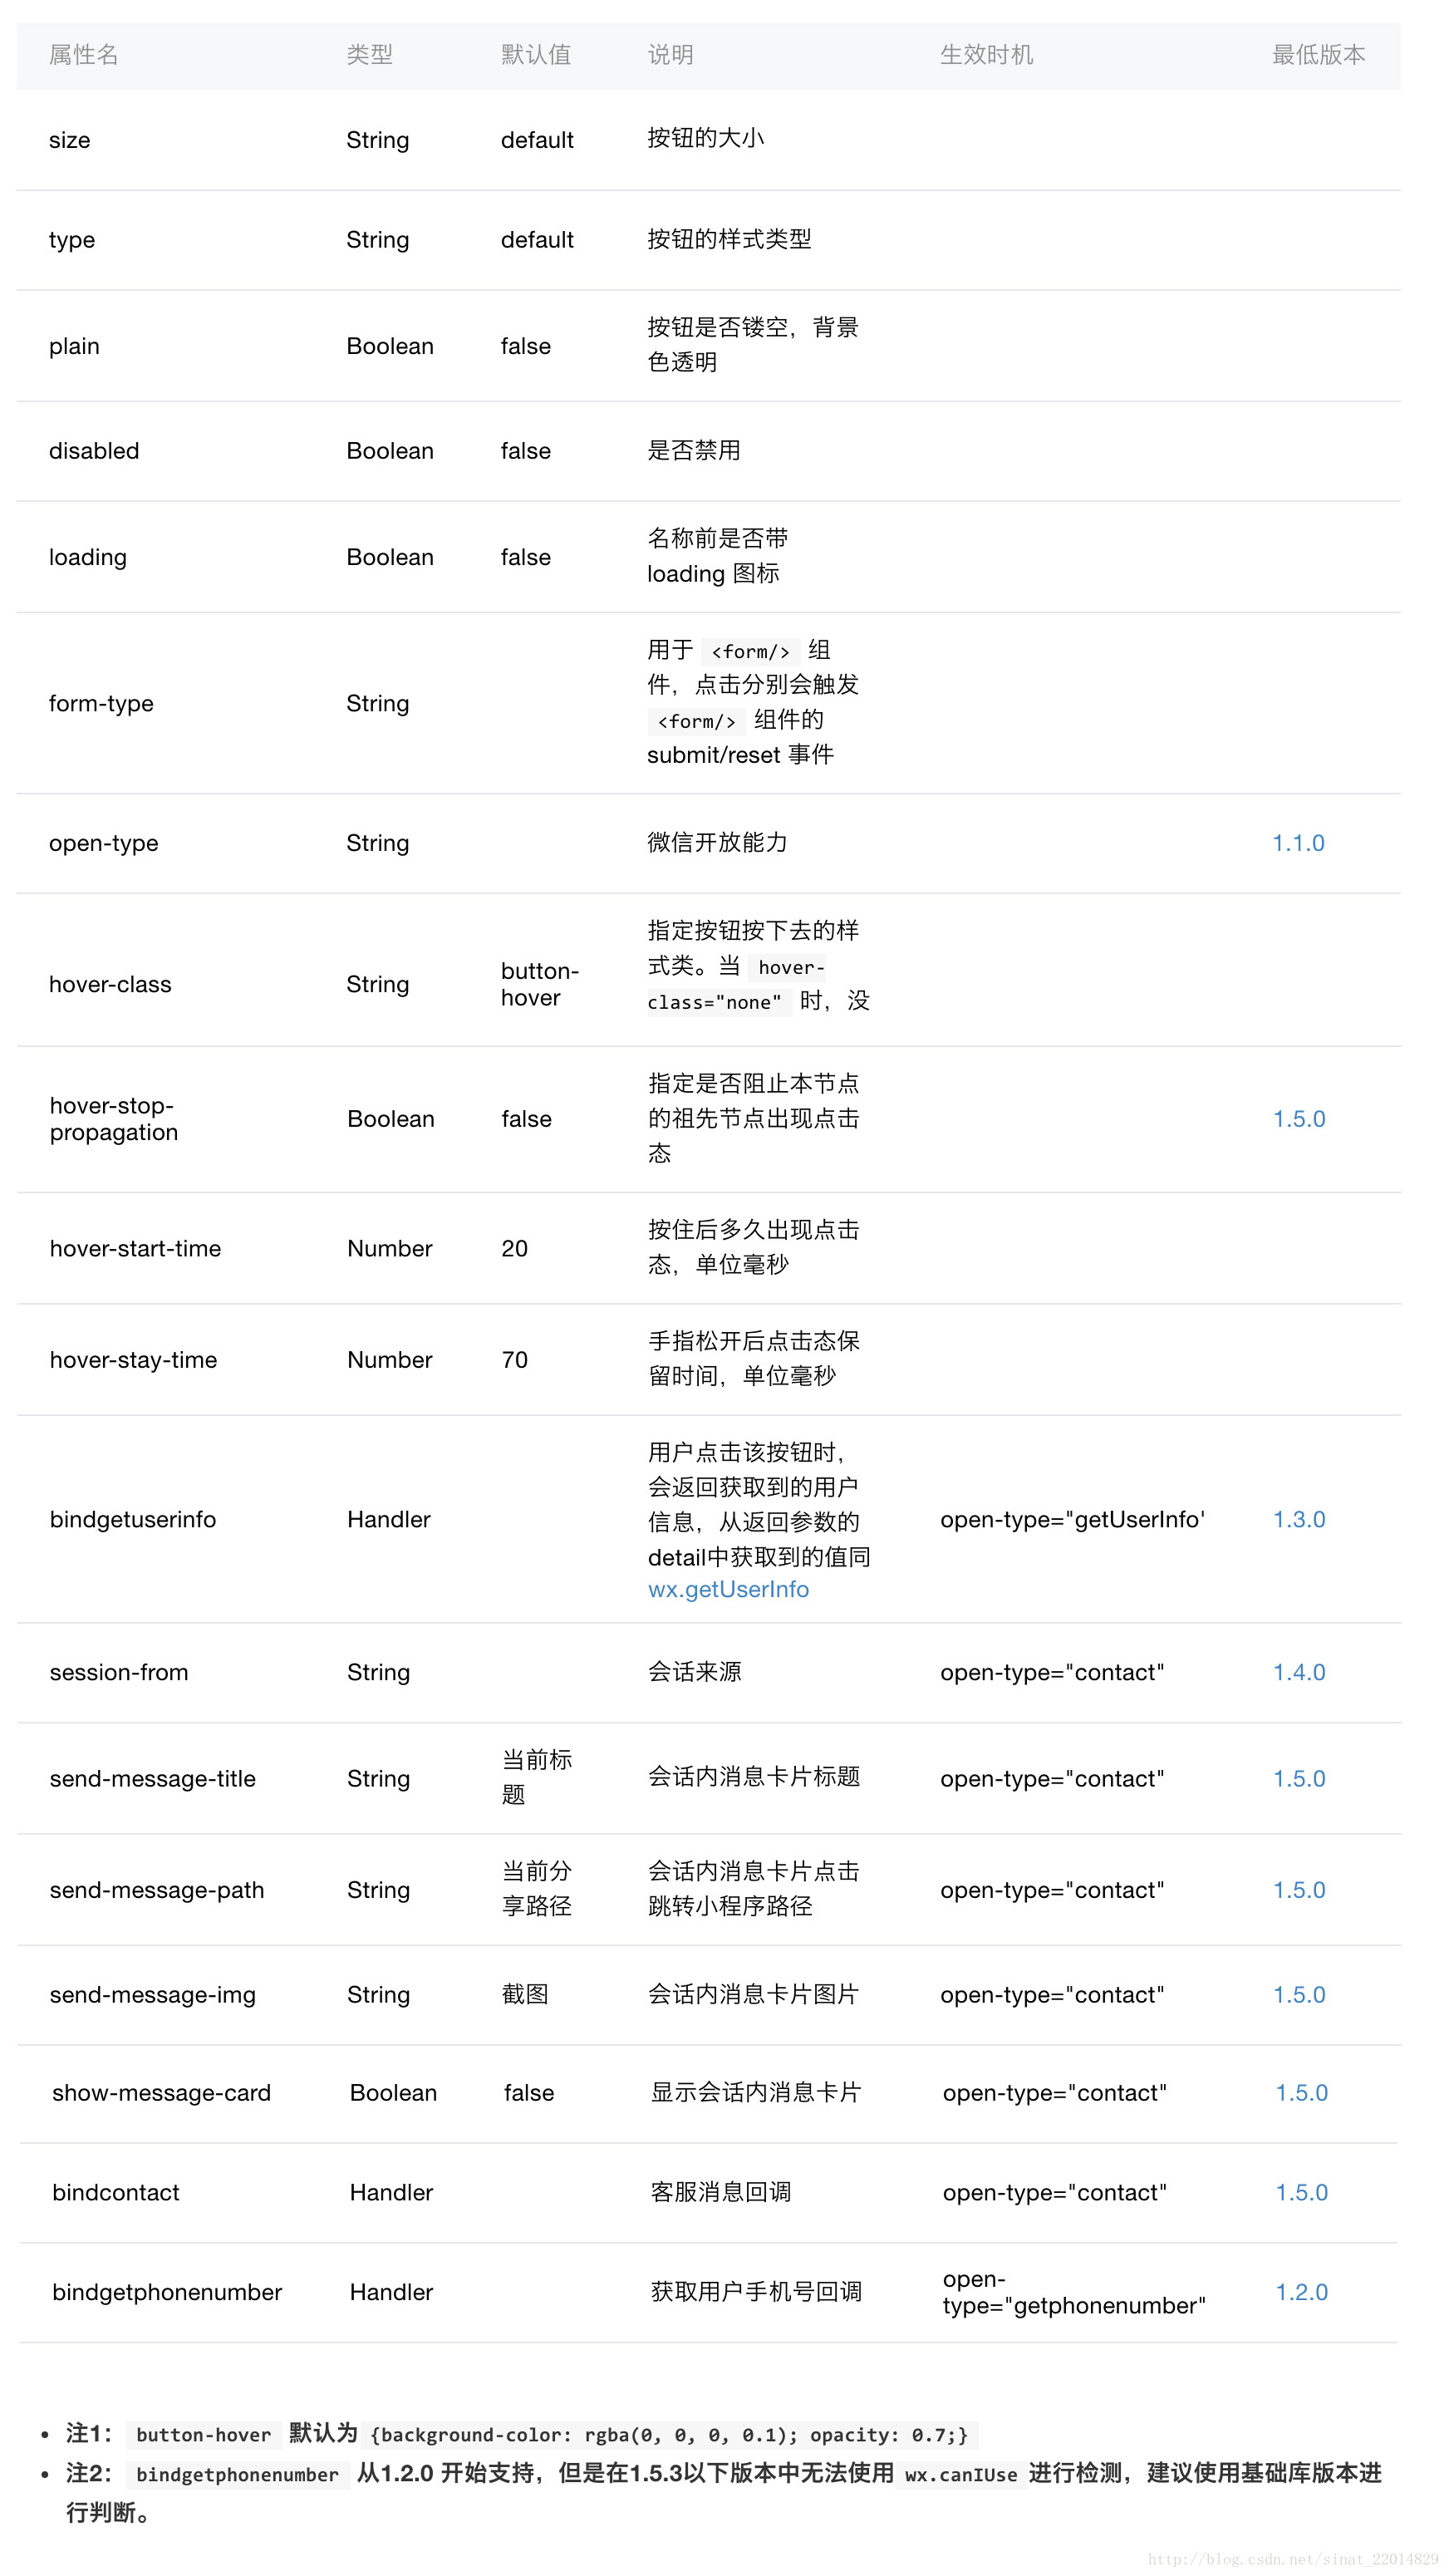 属性名 类型 默认值 说明 生效时机 最低版本
size String default 按钮的大小
type String default 按钮的样式类型
plain Boolean false 按钮是否镂空，背景
色透明
disabled Boolean false 是否禁用
loading Boolean false 名称前是否带
loading 图标
form-type String 用于 <form/> 组
件，点击分别会触发
<form/> 组件的
submit/reset 事件
open-type String 微信开放能力 1.1.0
hover-class String button-
hover 指定按钮按下去的样
式类。当 hover-
class="none" 时，没
hover-stop-
propagation Boolean false 指定是否阻止本节点
的祖先节点出现点击
态 1.5.0
hover-start-time Number 20 按住后多久出现点击
态，单位毫秒
hover-stay-time Number 70 手指松开后点击态保
留时间，单位毫秒
bindgetuserinfo Handler 用户点击该按钮时，
会返回获取到的用户
信息，从返回参数的
detail中获取到的值同
wx.getUserInfo open-type="getUserInfo' 1.3.0
session-from String 会话来源 open-type="contact" 1.4.0
send-message-title String 当前标
题 会话内消息卡片标题 open-type="contact" 1.5.0
send-message-path String 当前分
享路径 会话内消息卡片点击
跳转小程序路径 open-type="contact" 1.5.0
send-message-img String 截图 会话内消息卡片图片 open-type="contact" 1.5.0
show-message-card Boolean false 显示会话内消息卡片 open-type="contact" 1.5.0
bindcontact Handler 客服消息回调 open-type="contact" 1.5.0
bindgetphonenumber Handler 获取用户手机号回调 open-
type="getphonenumber" 1.2.0
• 注1： button-hover 默认为 {background-color: rgba(0, 0, 0, 0.1); opacity: 0.7;}
• 注2： bindgetphonenumber 从1.2.0 开始支持，但是在1.5.3以下版本中无法使用 wx.canIUse 进行检测，建议使用基础库版本进
行判断。
http://blog.csdn.net/sinat_22014829